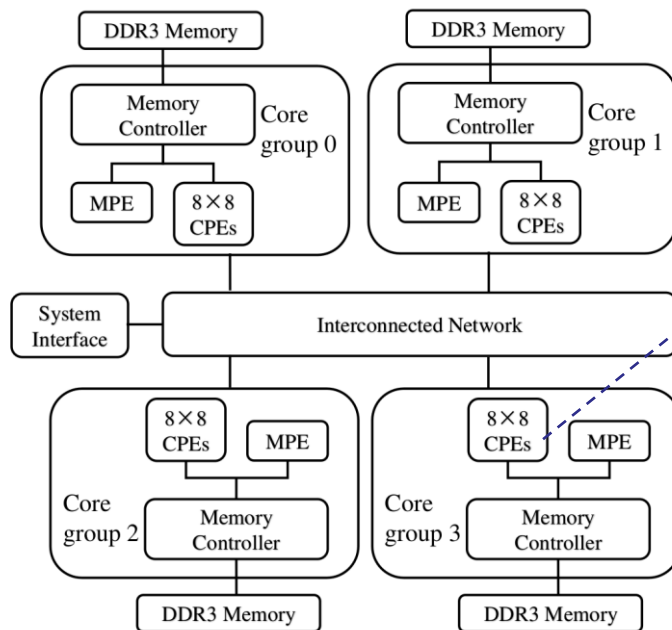 DDR3 Memory
Memory
Controller
Core
group 0
MPE
8×8
CPEs
DDR3 Memory
Memory
Controller
Core
group 1
MPE
8×8
CPEs
System
Interface
Interconnected Network
8×8
CPEs
MPE
Core
group 2
Memory
Controller
DDR3 Memory
8×8
CPEs
MPE
Core
group 3
Memory
Controller
DDR3 Memory